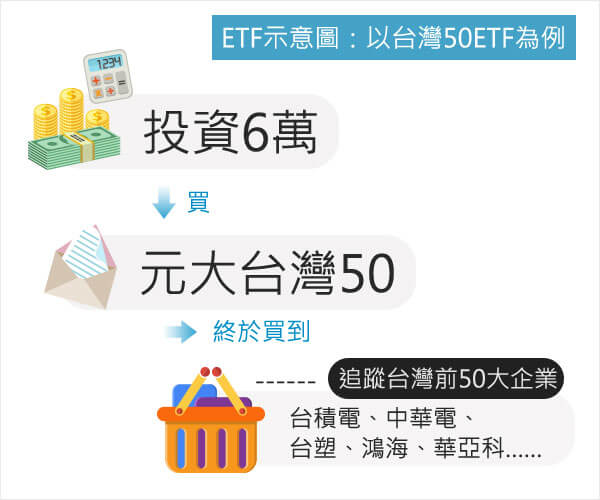 ETF示意圖：以台灣50ETF為例
1234
投資6萬
買
元大台灣50
終於買到
追蹤台灣前50大企業
台積電、中華電、
台塑、鴻海、華亞科......